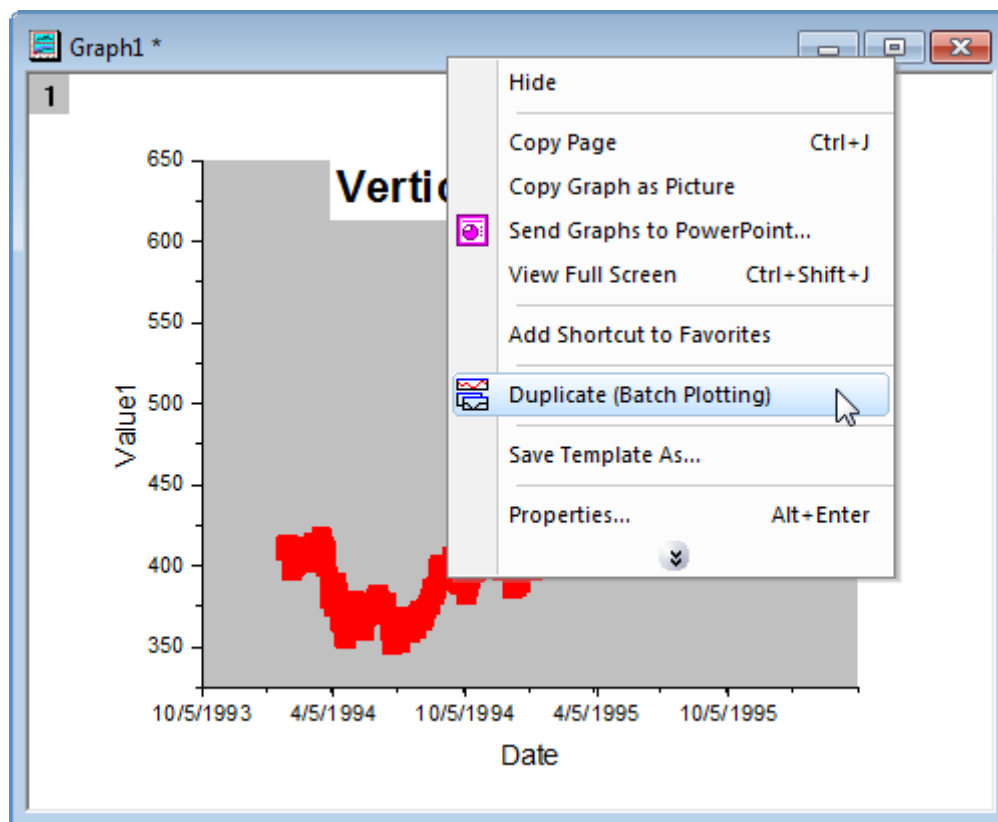 Graph1 *
1
Hide
Copy Page Ctrl+J
Copy Graph as Picture
Send Graphs to PowerPoint...
View Full Screen Ctrl+Shift+J
Add Shortcut to Favorites
Duplicate (Batch Plotting)
Save Template As...
Properties... Alt+Enter
650
600
550
500
450
400
350
Value1
10/5/1993 4/5/1994 10/5/1994 4/5/1995 10/5/1995
Date